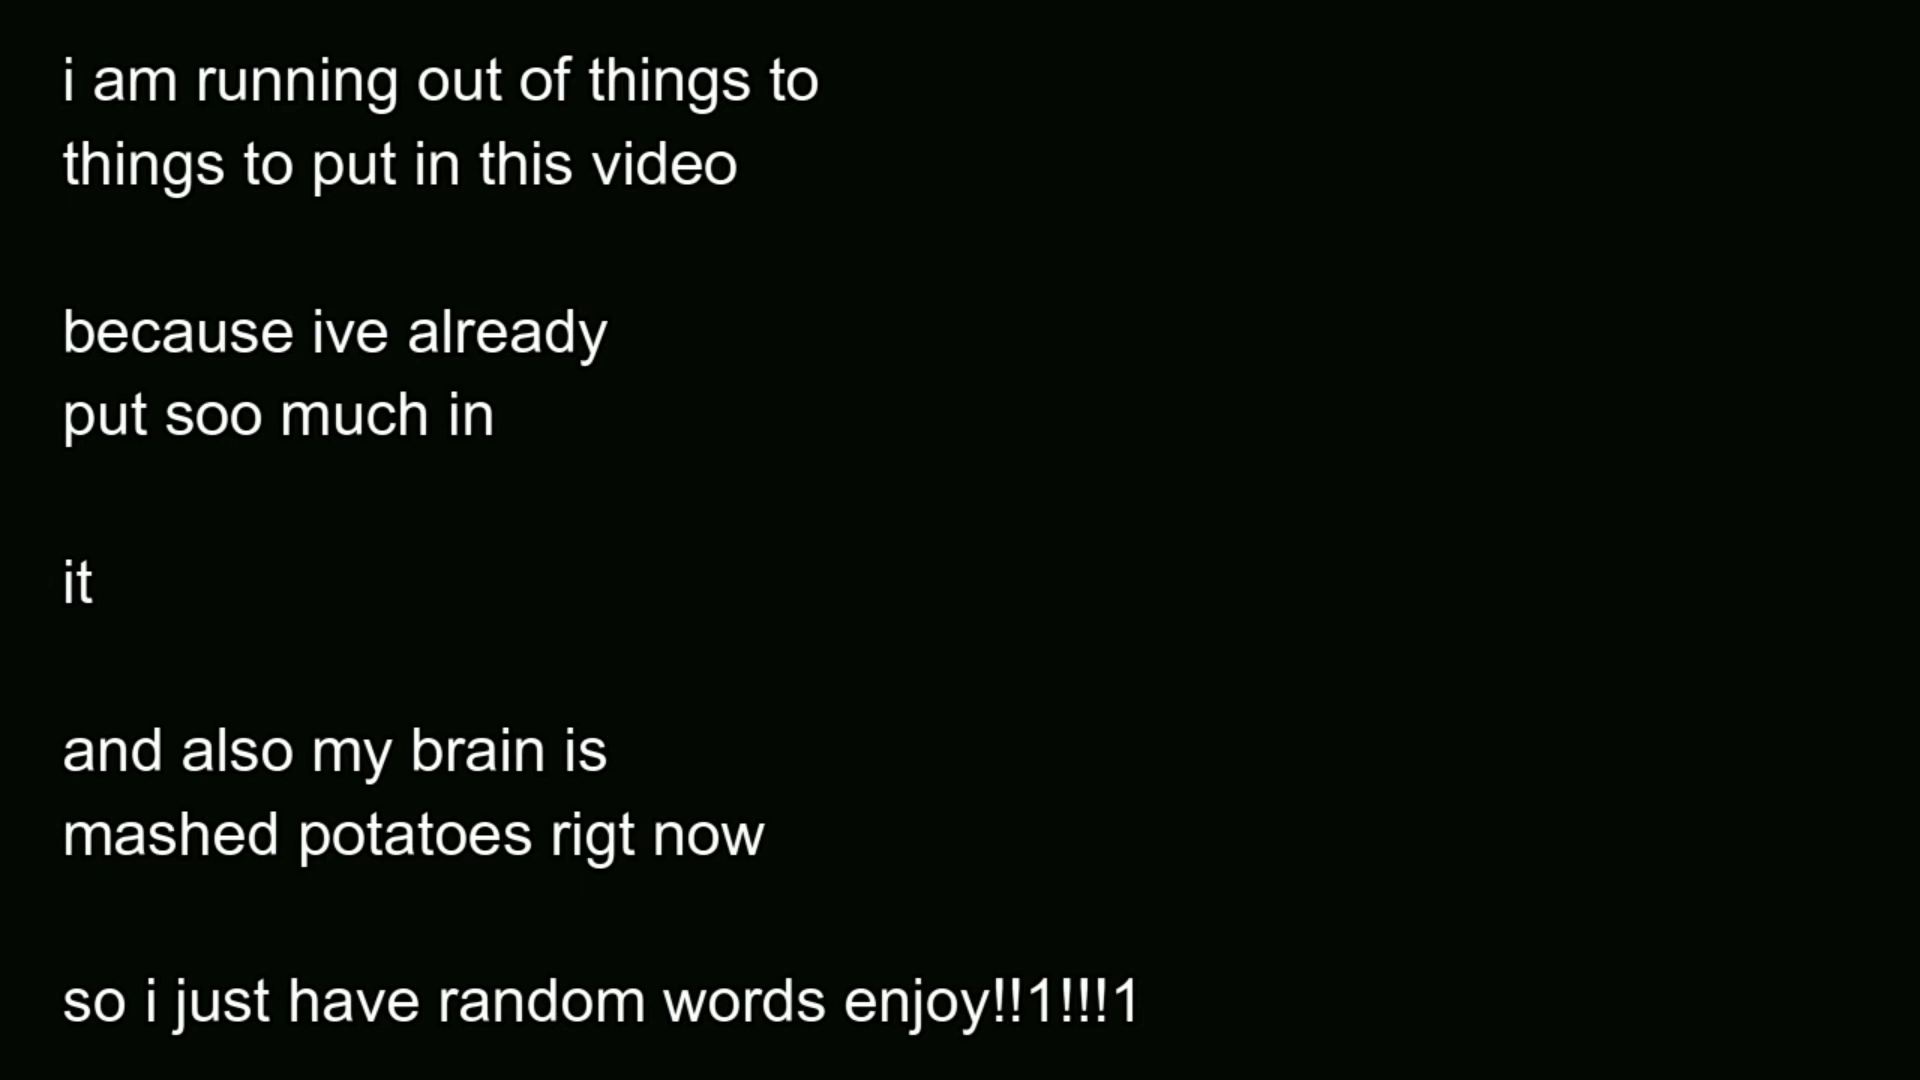 i am running out of things to
things to put in this video
because ive already
put soo much in
it
and also my brain is
mashed potatoes rigt now
so i just have random words enjoy!!1!!!1